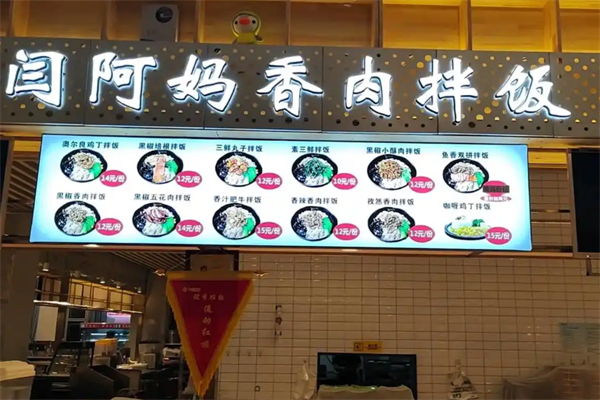 闫阿妈香肉拌饭
奥尔良鸡丁拌饭 黑椒培根拌饭 三鲜丸子拌饭 素三鲜拌饭 黑椒小酥肉拌饭 鱼香双拼拌饭
14元/份 12元/份 12元/份 10元/份 12元/份
黑椒香肉拌饭 黑椒五花肉拌饭 香汁肥牛拌饭 香辣香肉拌饭 孜然香肉拌饭 咖喱鸡丁拌饭
12元/份 12元/份 15元/份 12元/份 12元/份 15元/份
流动红旗